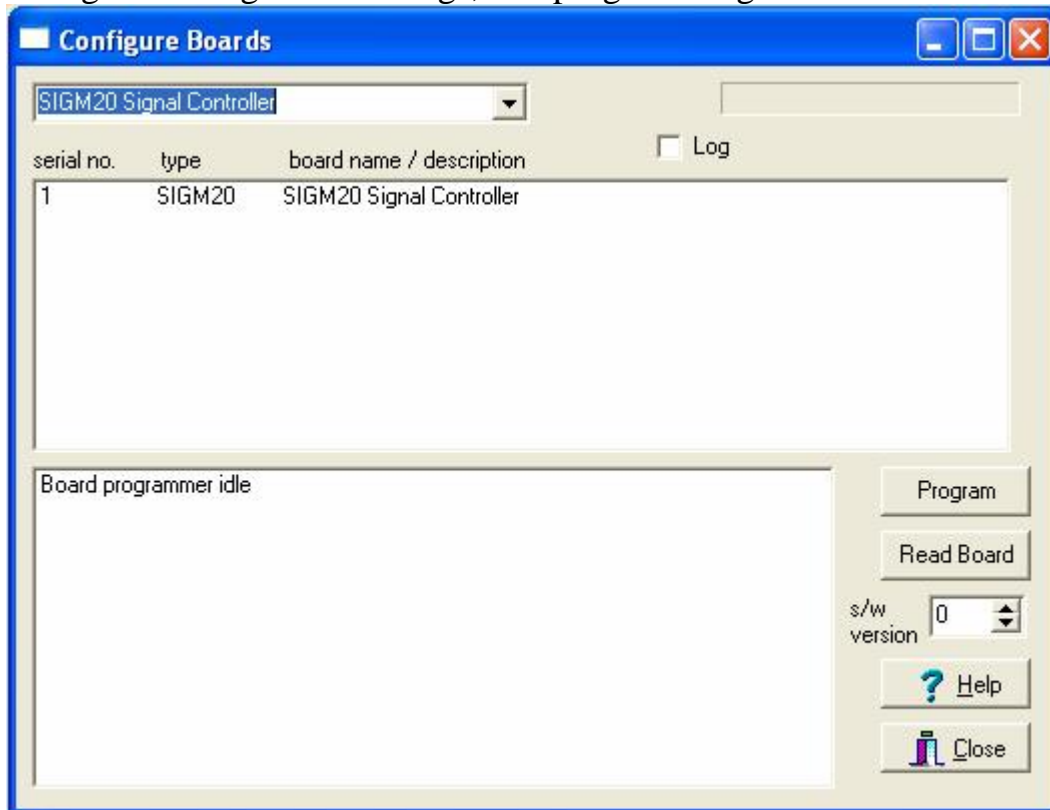 Configure Boards
SIGM20 Signal Controller
Log
serial no. type board name / description
1 SIGM20 SIGM20 Signal Controller
Board programmer idle
Program
Read Board
s/w version 0
Help
Close